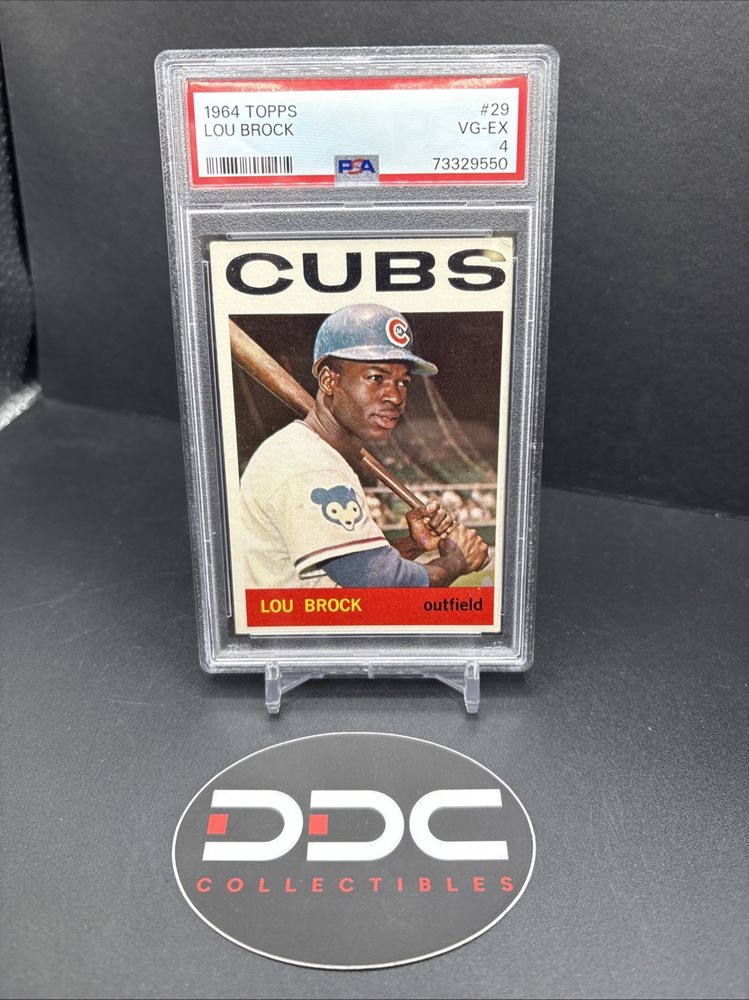 1964 TOPPS #29
LOU BROCK VG-EX
4
PSA 73329550
CUBS
C
LOU BROCK outfield
DDC
COLLECTIBLES